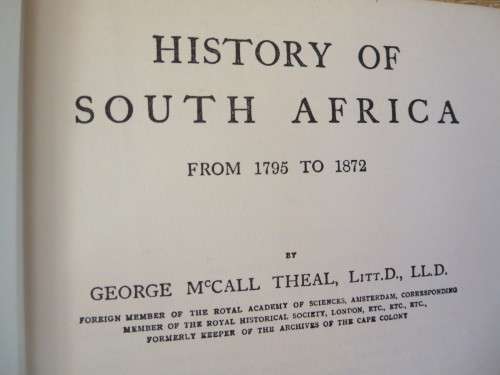 HISTORY OF
SOUTH AFRICA
FROM 1795 TO 1872
BY
GEORGE McCALL THEAL, LITT.D., LL.D.
FOREIGN MEMBER OF THE ROYAL ACADEMY OF SCIENCES, AMSTERDAM, CORRESPONDING
MEMBER OF THE ROYAL HISTORICAL SOCIETY, LONDON, ETC., ETC., ETC.,
FORMERLY KEEPER OF THE ARCHIVES OF THE CAPE COLONY